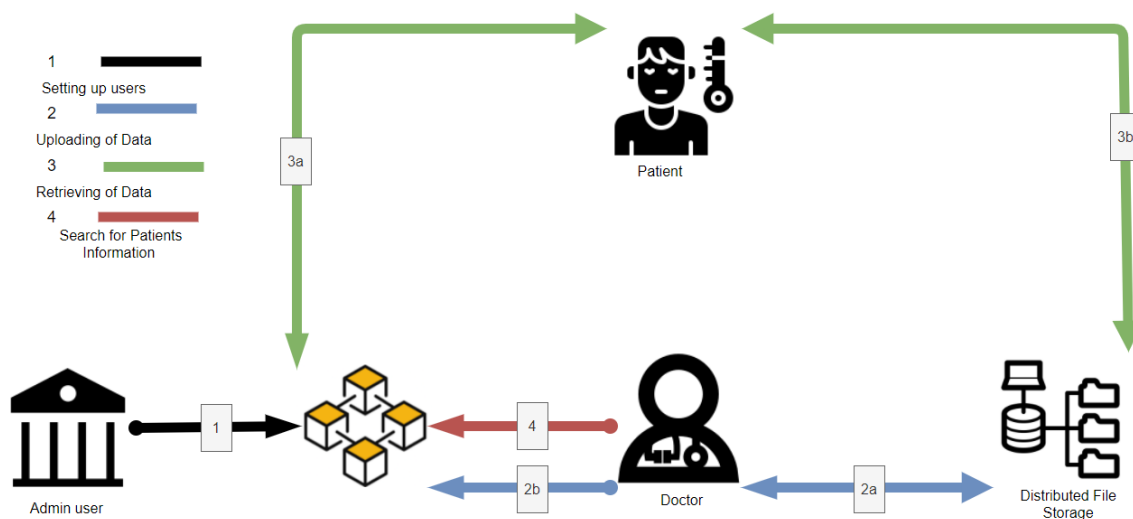 1
Setting up users
2
Uploading of Data
3
Retrieving of Data
4
Search for Patients
Information
3a
3b
Patient
1
4
2b
2a
Admin user
Doctor
Distributed File
Storage